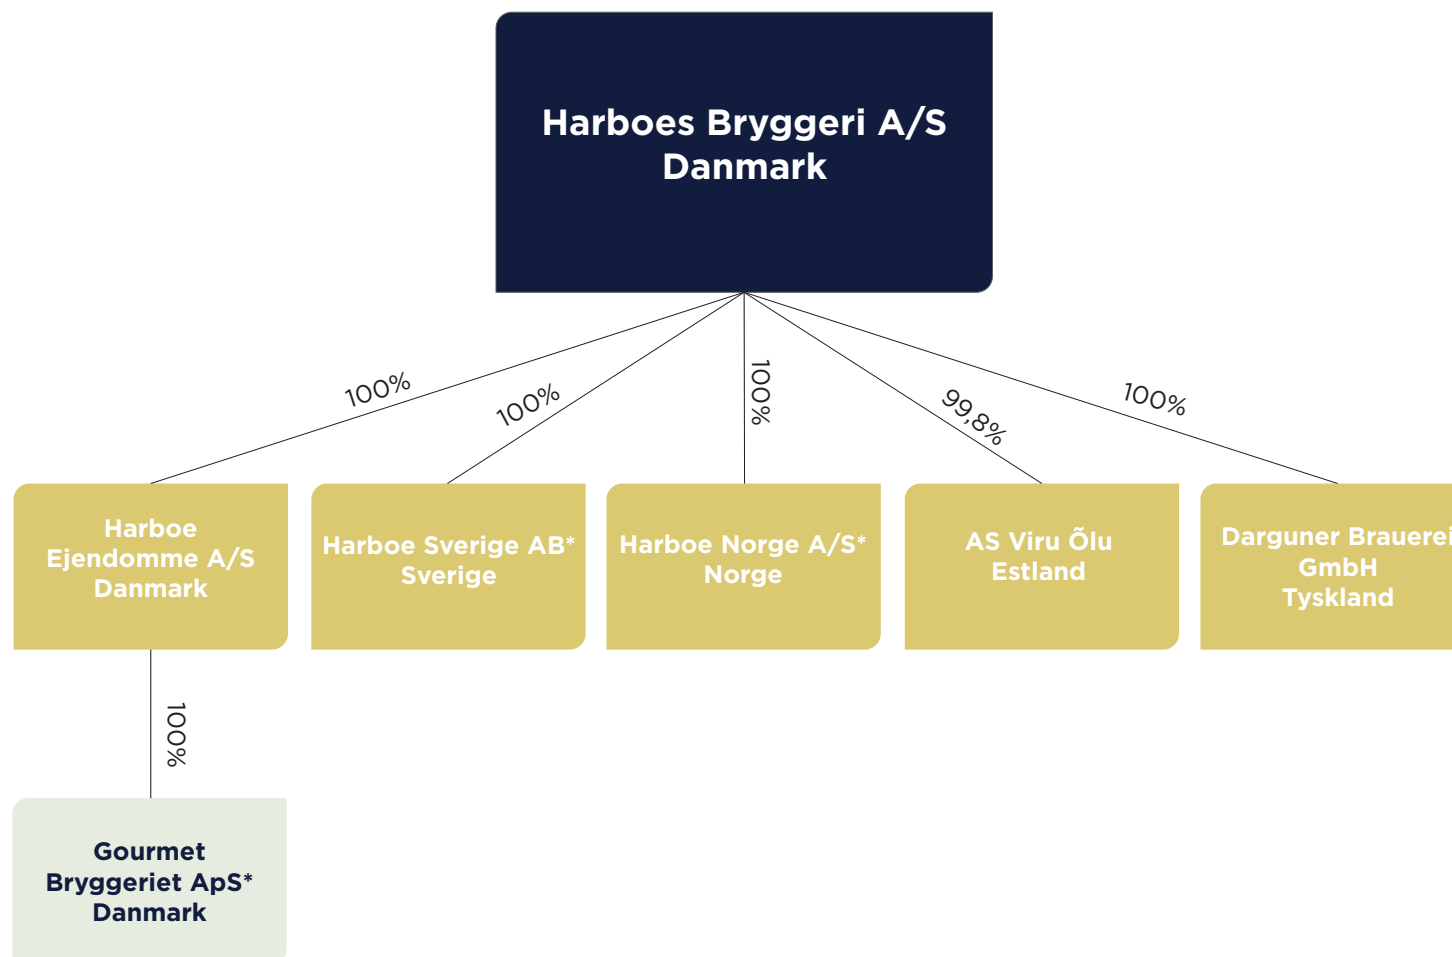 Harboes Bryggeri A/S
Danmark
100%
100%
100%
99,8%
100%
Harboe
Ejendomme A/S
Danmark
Harboe Sverige AB*
Sverige
Harboe Norge A/S*
Norge
AS Viru Õlu
Estland
Darguner Brauerei
GmbH
Tyskland
100%
Gourmet
Bryggeriet ApS*
Danmark